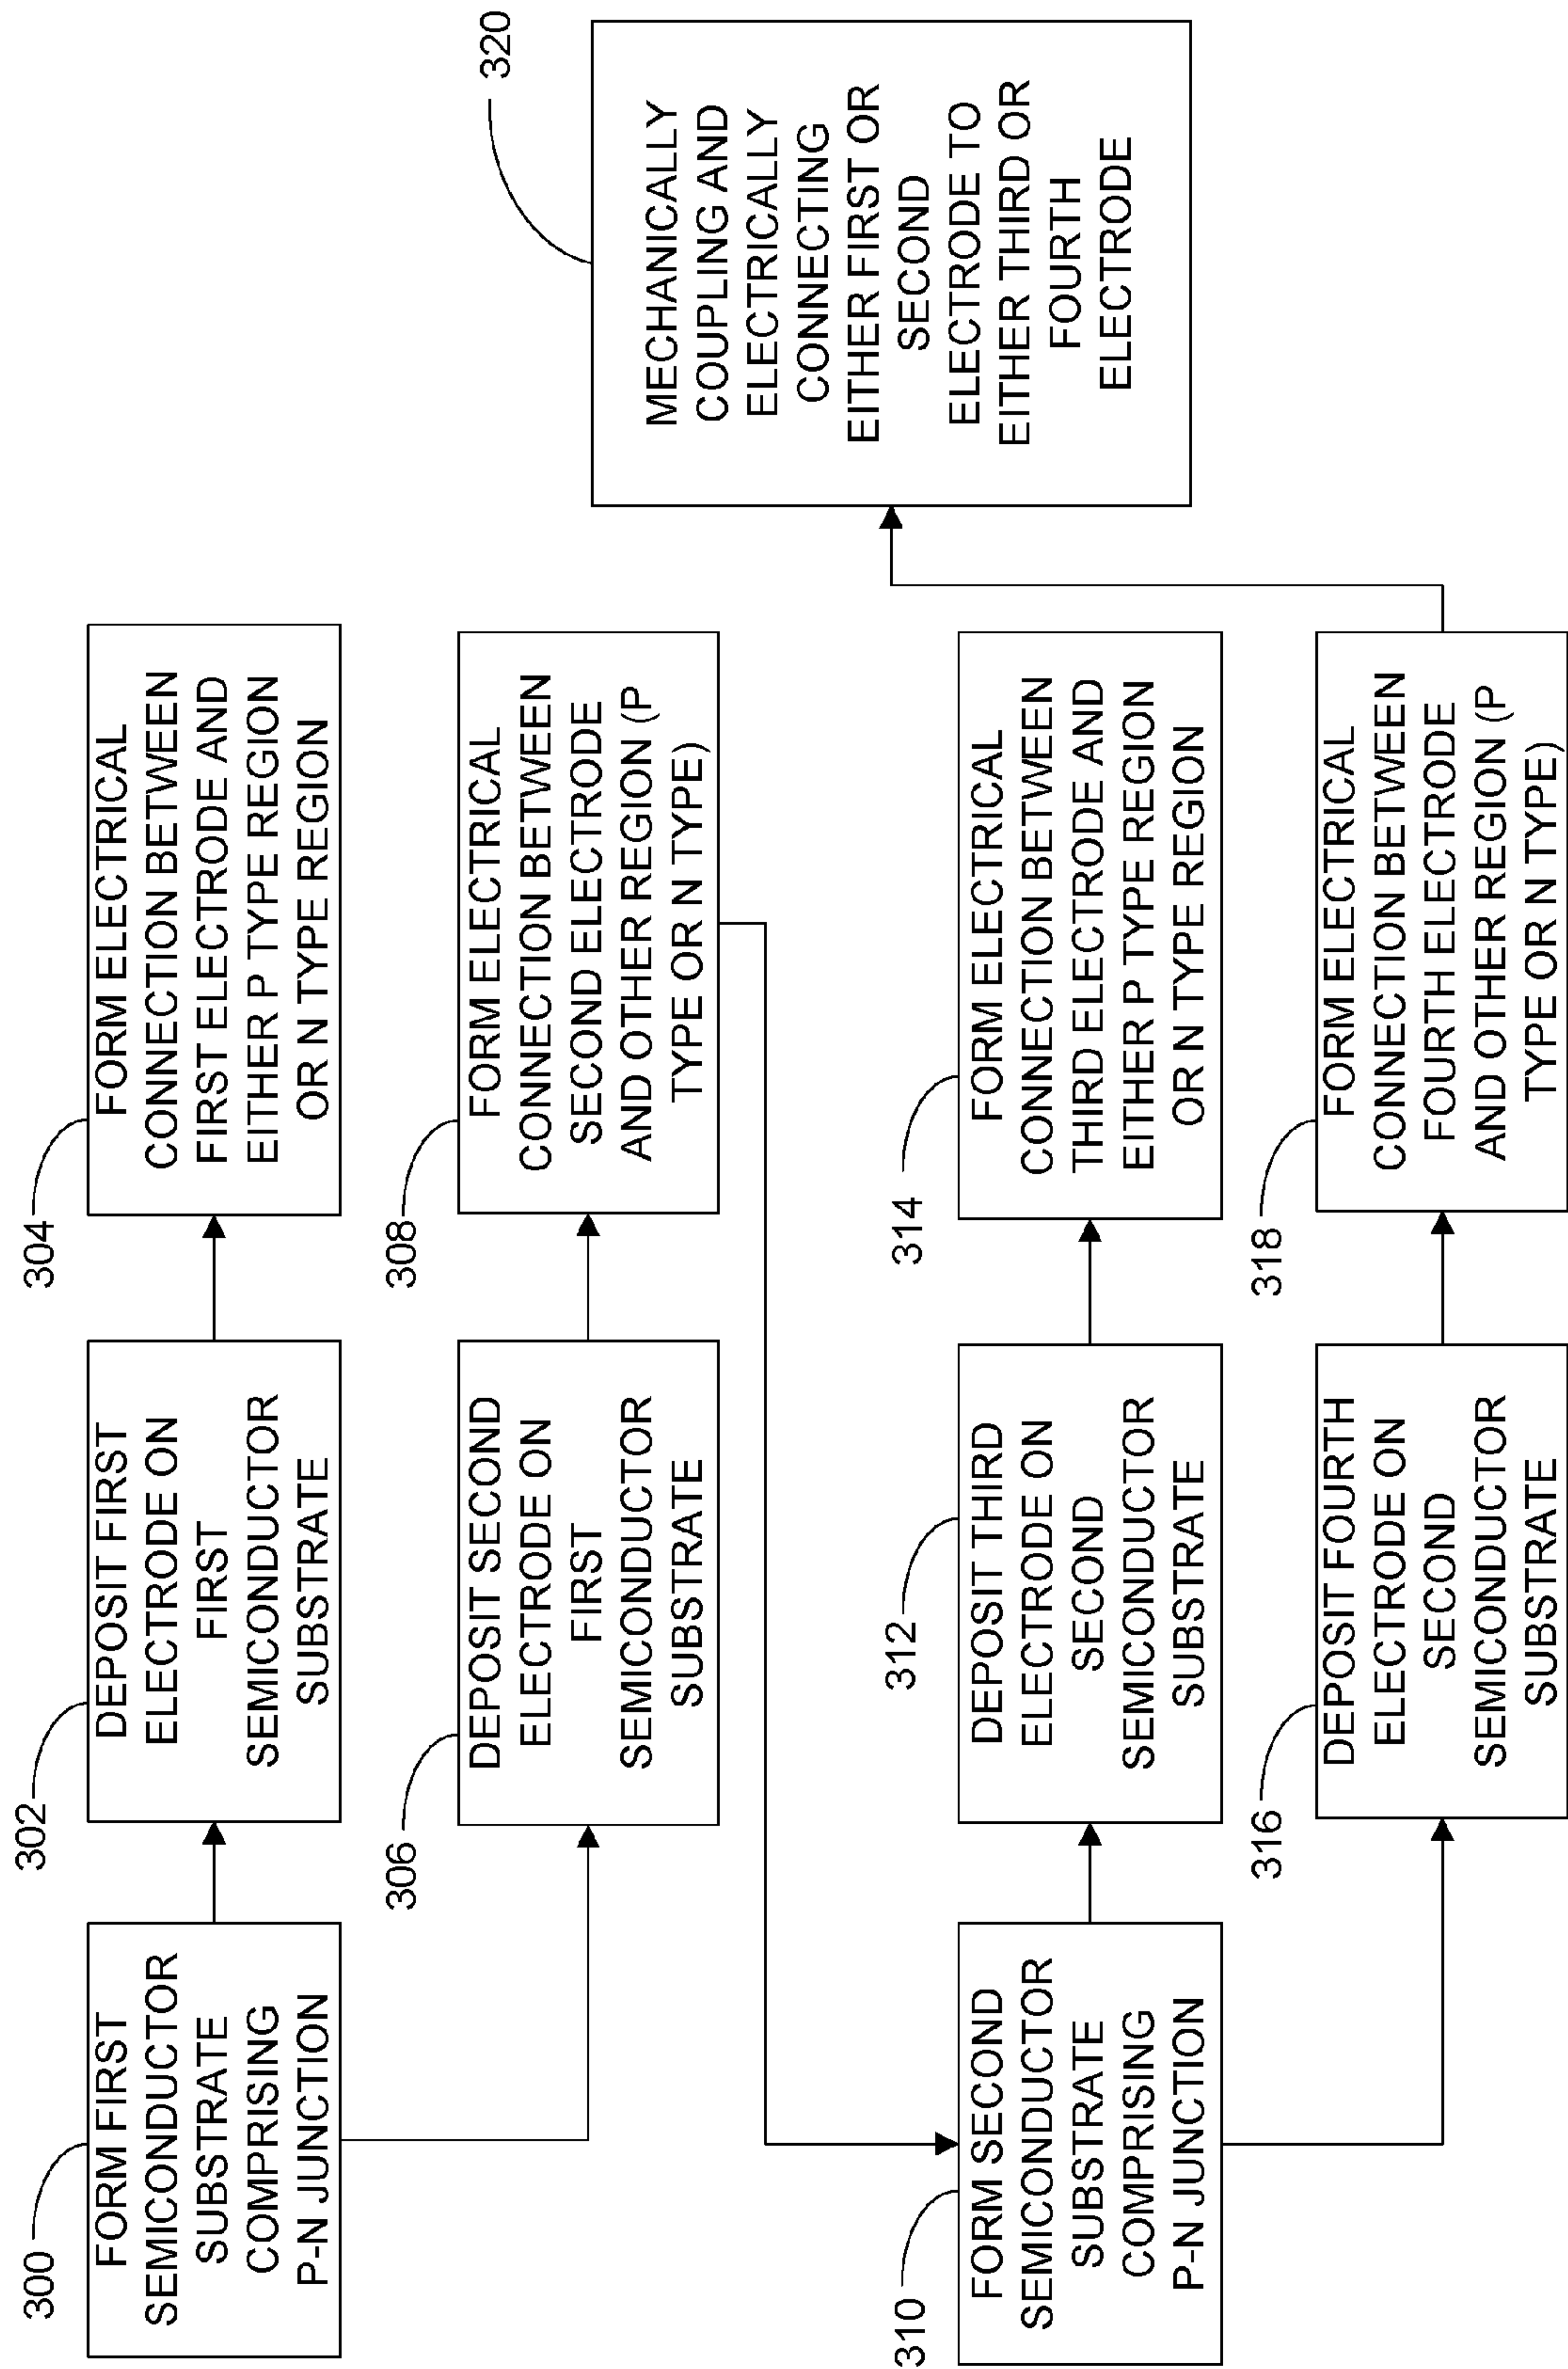 300
FORM FIRST
SEMICONDUCTOR
SUBSTRATE
COMPRISING
P-N JUNCTION
302
DEPOSIT FIRST
ELECTRODE ON
FIRST
SEMICONDUCTOR
SUBSTRATE
304
FORM ELECTRICAL
CONNECTION BETWEEN
FIRST ELECTRODE AND
EITHER P TYPE REGION
OR N TYPE REGION
306
DEPOSIT SECOND
ELECTRODE ON
FIRST
SEMICONDUCTOR
SUBSTRATE
308
FORM ELECTRICAL
CONNECTION BETWEEN
SECOND ELECTRODE
AND OTHER REGION (P
TYPE OR N TYPE)
310
FORM SECOND
SEMICONDUCTOR
SUBSTRATE
COMPRISING
P-N JUNCTION
312
DEPOSIT THIRD
ELECTRODE ON
SECOND
SEMICONDUCTOR
SUBSTRATE
314
FORM ELECTRICAL
CONNECTION BETWEEN
THIRD ELECTRODE AND
EITHER P TYPE REGION
OR N TYPE REGION
316
DEPOSIT FOURTH
ELECTRODE ON
SECOND
SEMICONDUCTOR
SUBSTRATE
318
FORM ELECTRICAL
CONNECTION BETWEEN
FOURTH ELECTRODE
AND OTHER REGION (P
TYPE OR N TYPE)
320
MECHANICALLY
COUPLING AND
ELECTRICALLY
CONNECTING
EITHER FIRST OR
SECOND
ELECTRODE TO
EITHER THIRD OR
FOURTH
ELECTRODE